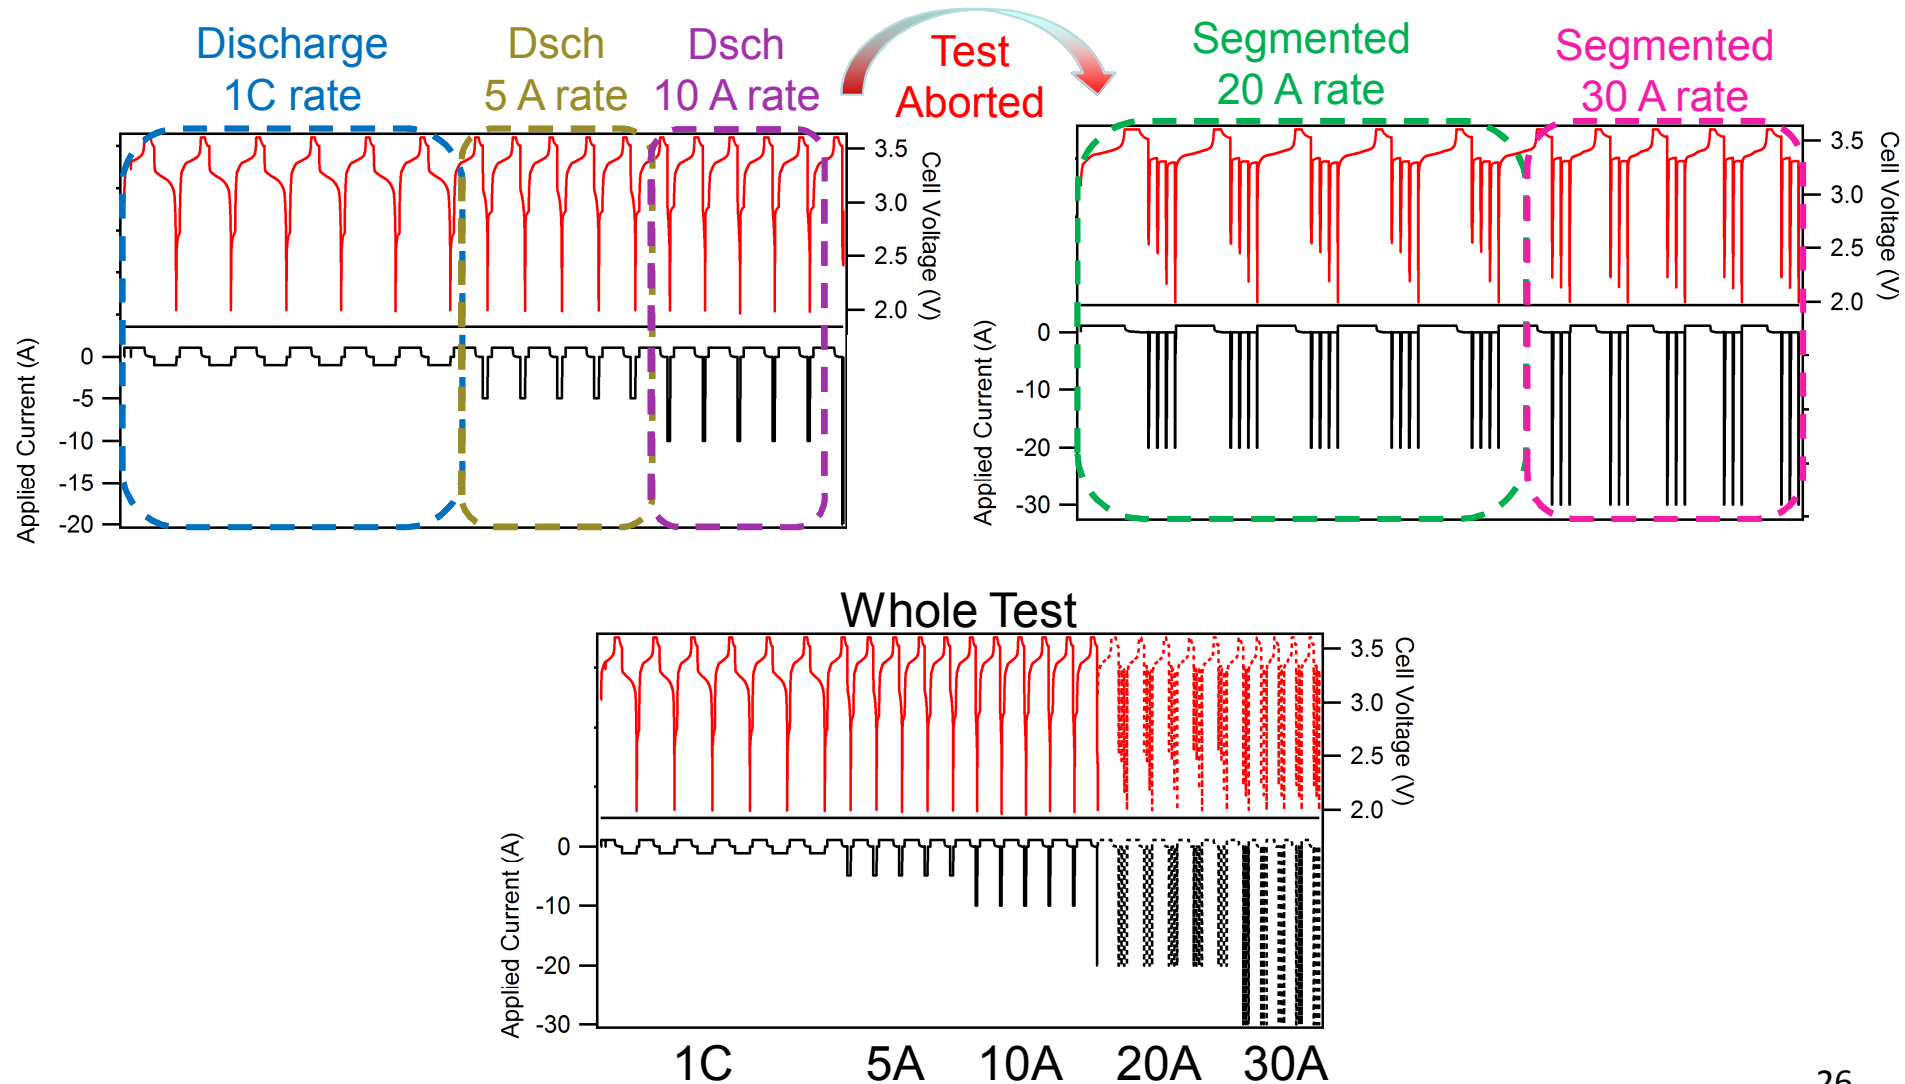 Discharge
1C rate
Dsch
5 A rate
Dsch
10 A rate
Test
Aborted
Segmented
20 A rate
Segmented
30 A rate
3.5
3.0
2.5
2.0
Cell Voltage (V)
0
-5
-10
-15
-20
Applied Current (A)
3.5
3.0
2.5
2.0
Cell Voltage (V)
0
-10
-20
-30
Applied Current (A)
Whole Test
3.5
3.0
2.5
2.0
Cell Voltage (V)
0
-10
-20
-30
Applied Current (A)
1C 5A 10A 20A 30A
26